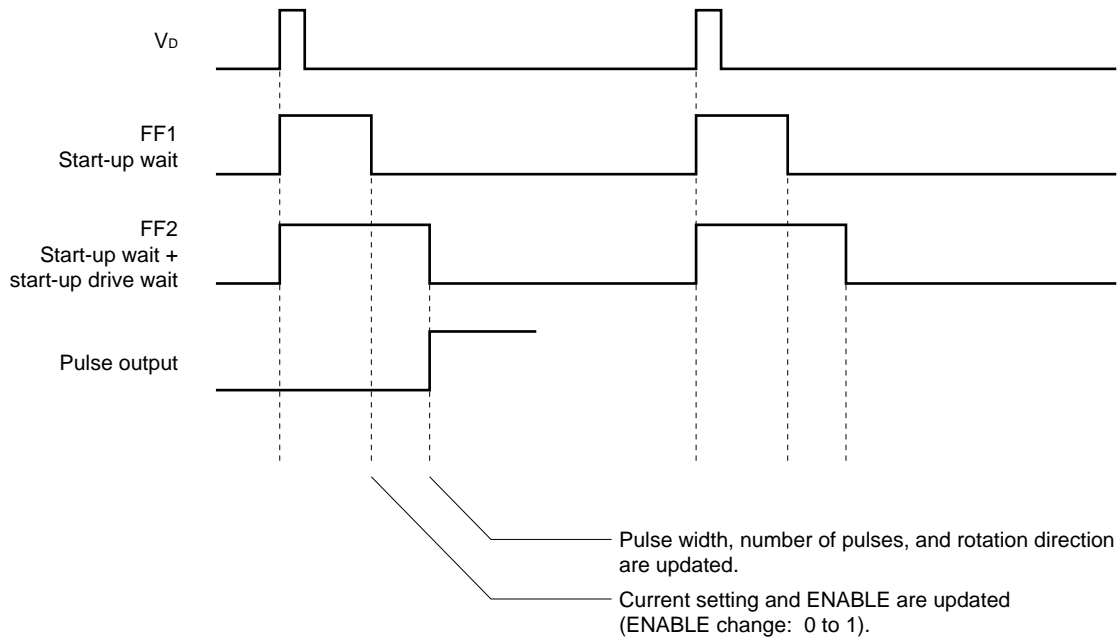 VD
FF1
Start-up wait
FF2
Start-up wait +
start-up drive wait
Pulse output
Pulse width, number of pulses, and rotation direction
are updated.
Current setting and ENABLE are updated
(ENABLE change: 0 to 1).